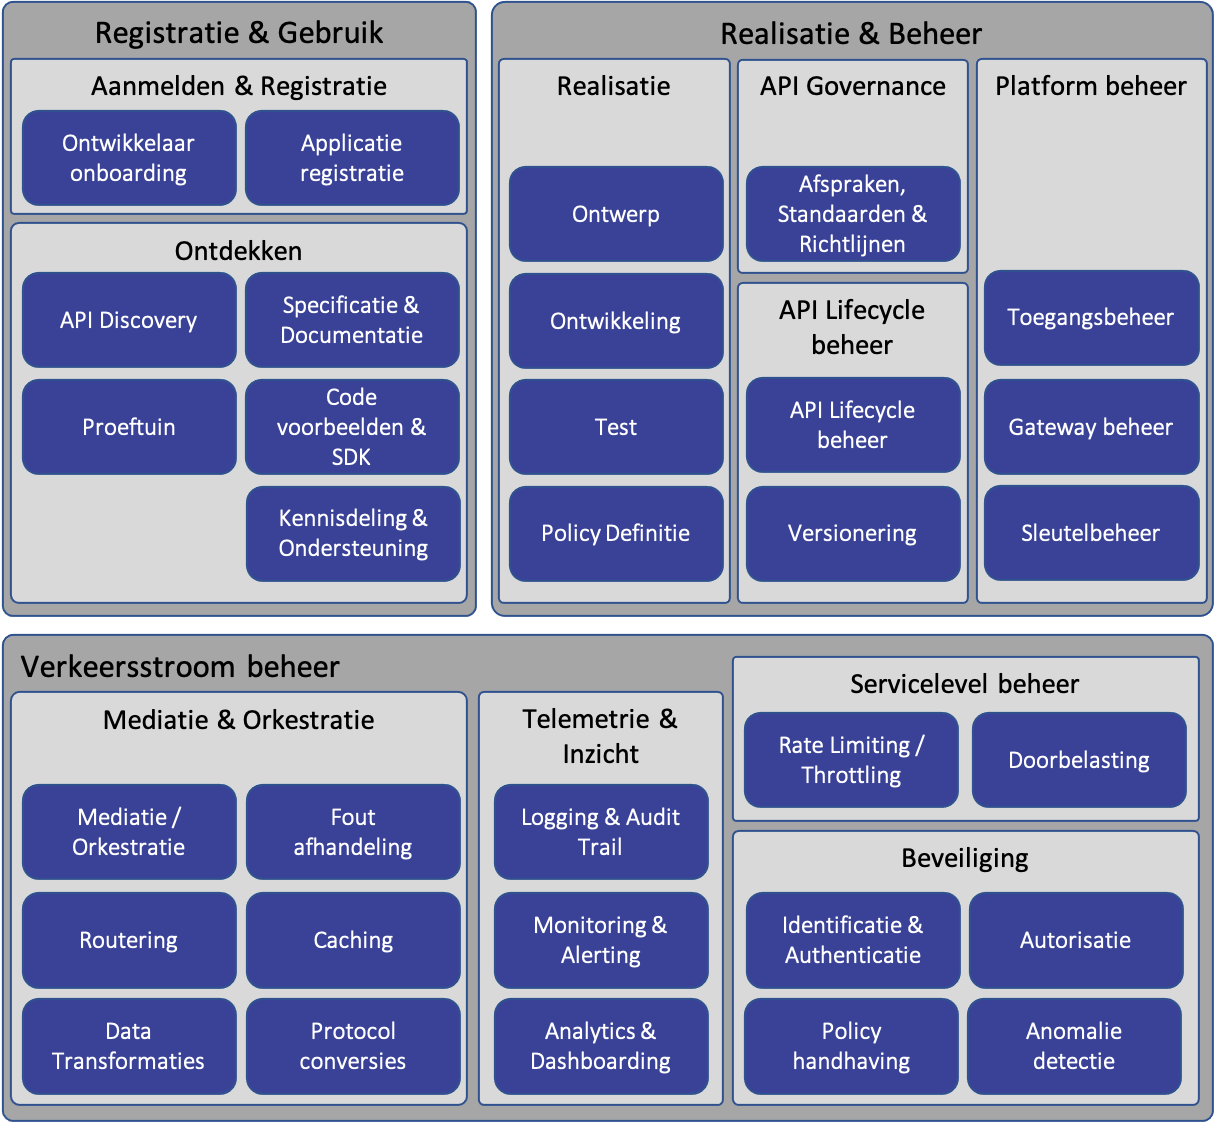 Registratie & Gebruik
Aanmelden & Registratie
Ontwikkelaar
onboarding
Applicatie
registratie
Ontdekken
API Discovery
Specificatie &
Documentatie
Proeftuin
Code
voorbeelden &
SDK
Kennisdeling &
Ondersteuning
Realisatie & Beheer
Realisatie
Ontwerp
Ontwikkeling
Test
Policy Definitie
API Governance
Afspraken,
Standaarden &
Richtlijnen
API Lifecycle
beheer
API Lifecycle
beheer
Versionering
Platform beheer
Toegangsbeheer
Gateway beheer
Sleutelbeheer
Verkeersstroom beheer
Mediatie & Orkestratie
Mediatie /
Orkestratie
Fout
afhandeling
Routering
Caching
Data
Transformaties
Protocol
conversies
Telemetrie &
Inzicht
Logging & Audit
Trail
Monitoring &
Alerting
Analytics &
Dashboarding
Servicelevel beheer
Rate Limiting /
Throttling
Doorbelasting
Beveiliging
Identificatie &
Authenticatie
Autorisatie
Policy
handhaving
Anomalie
detectie